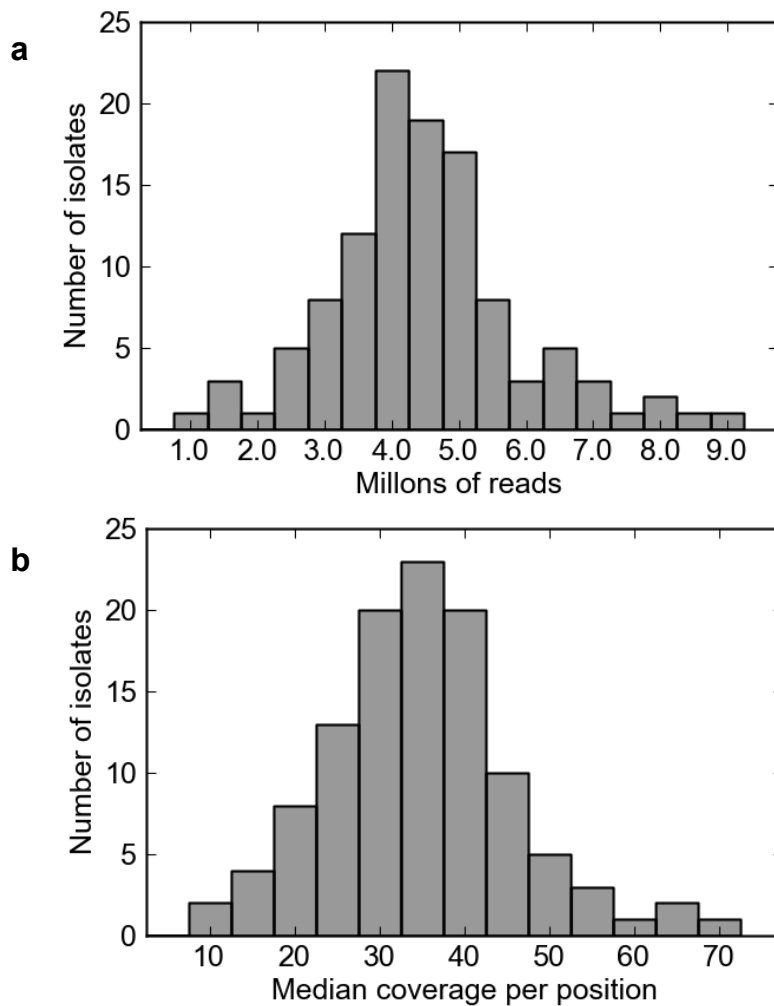 a
25
20
15
10
5
0
Number of isolates
1.0 2.0 3.0 4.0 5.0 6.0 7.0 8.0 9.0
Millons of reads
b
25
20
15
10
5
0
Number of isolates
10 20 30 40 50 60 70
Median coverage per position